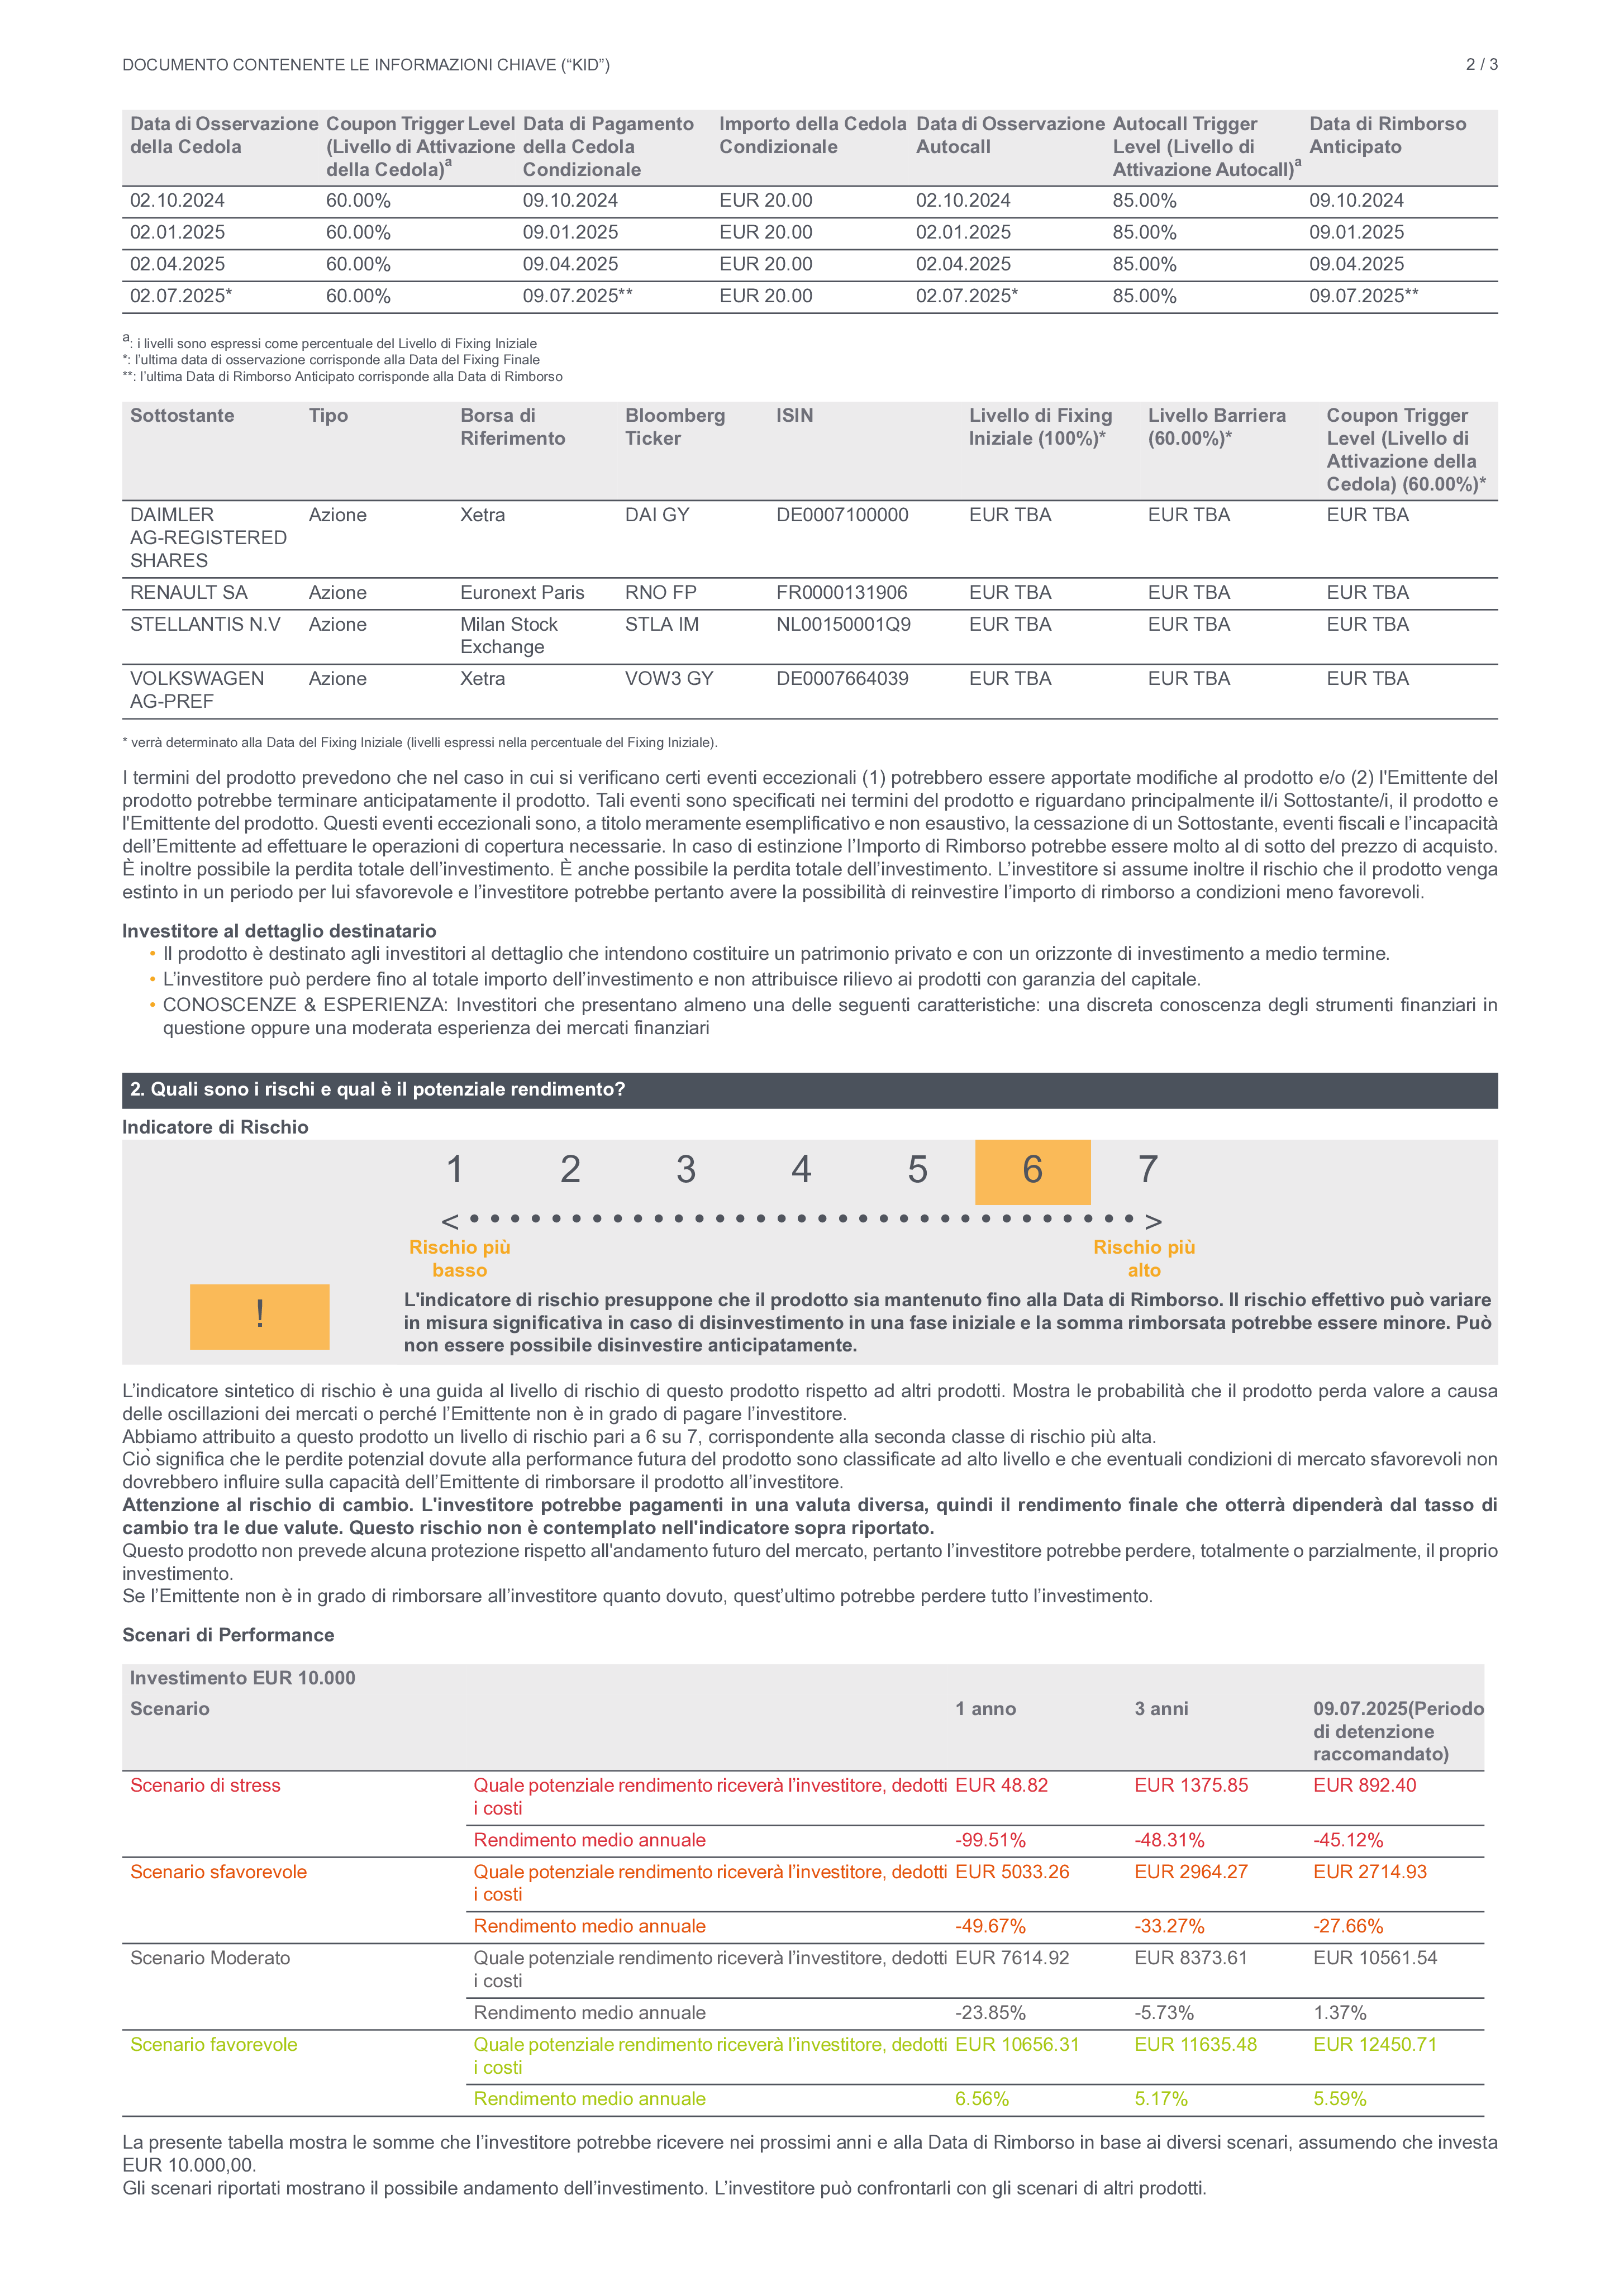 DOCUMENTO CONTENENTE LE INFORMAZIONI CHIAVE (“KID”) 2 / 3
Data di Osservazione della Cedola Coupon Trigger Level (Livello di Attivazione della Cedola)a Data di Pagamento della Cedola Condizionale Importo della Cedola Condizionale Data di Osservazione Autocall Autocall Trigger Level (Livello di Attivazione Autocall)a Data di Rimborso Anticipato
02.10.2024 60.00% 09.10.2024 EUR 20.00 02.10.2024 85.00% 09.10.2024
02.01.2025 60.00% 09.01.2025 EUR 20.00 02.01.2025 85.00% 09.01.2025
02.04.2025 60.00% 09.04.2025 EUR 20.00 02.04.2025 85.00% 09.04.2025
02.07.2025* 60.00% 09.07.2025** EUR 20.00 02.07.2025* 85.00% 09.07.2025**
a: i livelli sono espressi come percentuale del Livello di Fixing Iniziale
*: l’ultima data di osservazione corrisponde alla Data del Fixing Finale
**: l’ultima Data di Rimborso Anticipato corrisponde alla Data di Rimborso
Sottostante Tipo Borsa di Riferimento Bloomberg Ticker ISIN Livello di Fixing Iniziale (100%)* Livello Barriera (60.00%)* Coupon Trigger Level (Livello di Attivazione della Cedola) (60.00%)*
DAIMLER AG-REGISTERED SHARES Azione Xetra DAI GY DE0007100000 EUR TBA EUR TBA EUR TBA
RENAULT SA Azione Euronext Paris RNO FP FR0000131906 EUR TBA EUR TBA EUR TBA
STELLANTIS N.V Azione Milan Stock Exchange STLA IM NL00150001Q9 EUR TBA EUR TBA EUR TBA
VOLKSWAGEN AG-PREF Azione Xetra VOW3 GY DE0007664039 EUR TBA EUR TBA EUR TBA
* verrà determinato alla Data del Fixing Iniziale (livelli espressi nella percentuale del Fixing Iniziale).
I termini del prodotto prevedono che nel caso in cui si verificano certi eventi eccezionali (1) potrebbero essere apportate modifiche al prodotto e/o (2) l'Emittente del
prodotto potrebbe terminare anticipatamente il prodotto. Tali eventi sono specificati nei termini del prodotto e riguardano principalmente il/i Sottostante/i, il prodotto e
l'Emittente del prodotto. Questi eventi eccezionali sono, a titolo meramente esemplificativo e non esaustivo, la cessazione di un Sottostante, eventi fiscali e l’incapacità
dell’Emittente ad effettuare le operazioni di copertura necessarie. In caso di estinzione l’Importo di Rimborso potrebbe essere molto al di sotto del prezzo di acquisto.
È inoltre possibile la perdita totale dell’investimento. È anche possibile la perdita totale dell’investimento. L’investitore si assume inoltre il rischio che il prodotto venga
estinto in un periodo per lui sfavorevole e l’investitore potrebbe pertanto avere la possibilità di reinvestire l’importo di rimborso a condizioni meno favorevoli.
Investitore al dettaglio destinatario
• Il prodotto è destinato agli investitori al dettaglio che intendono costituire un patrimonio privato e con un orizzonte di investimento a medio termine.
• L’investitore può perdere fino al totale importo dell’investimento e non attribuisce rilievo ai prodotti con garanzia del capitale.
• CONOSCENZE & ESPERIENZA: Investitori che presentano almeno una delle seguenti caratteristiche: una discreta conoscenza degli strumenti finanziari in
questione oppure una moderata esperienza dei mercati finanziari
2. Quali sono i rischi e qual è il potenziale rendimento?
Indicatore di Rischio
1 2 3 4 5 6 7
< >
Rischio più basso Rischio più alto
!
L'indicatore di rischio presuppone che il prodotto sia mantenuto fino alla Data di Rimborso. Il rischio effettivo può variare
in misura significativa in caso di disinvestimento in una fase iniziale e la somma rimborsata potrebbe essere minore. Può
non essere possibile disinvestire anticipatamente.
L’indicatore sintetico di rischio è una guida al livello di rischio di questo prodotto rispetto ad altri prodotti. Mostra le probabilità che il prodotto perda valore a causa
delle oscillazioni dei mercati o perché l’Emittente non è in grado di pagare l’investitore.
Abbiamo attribuito a questo prodotto un livello di rischio pari a 6 su 7, corrispondente alla seconda classe di rischio più alta.
Ciò significa che le perdite potenzial dovute alla performance futura del prodotto sono classificate ad alto livello e che eventuali condizioni di mercato sfavorevoli non
dovrebbero influire sulla capacità dell’Emittente di rimborsare il prodotto all’investitore.
Attenzione al rischio di cambio. L'investitore potrebbe pagamenti in una valuta diversa, quindi il rendimento finale che otterrà dipenderà dal tasso di
cambio tra le due valute. Questo rischio non è contemplato nell'indicatore sopra riportato.
Questo prodotto non prevede alcuna protezione rispetto all'andamento futuro del mercato, pertanto l’investitore potrebbe perdere, totalmente o parzialmente, il proprio
investimento.
Se l’Emittente non è in grado di rimborsare all’investitore quanto dovuto, quest’ultimo potrebbe perdere tutto l’investimento.
Scenari di Performance
Investimento EUR 10.000
Scenario 1 anno 3 anni 09.07.2025(Periodo di detenzione raccomandato)
Scenario di stress Quale potenziale rendimento riceverà l’investitore, dedotti i costi EUR 48.82 EUR 1375.85 EUR 892.40
Rendimento medio annuale -99.51% -48.31% -45.12%
Scenario sfavorevole Quale potenziale rendimento riceverà l’investitore, dedotti i costi EUR 5033.26 EUR 2964.27 EUR 2714.93
Rendimento medio annuale -49.67% -33.27% -27.66%
Scenario Moderato Quale potenziale rendimento riceverà l’investitore, dedotti i costi EUR 7614.92 EUR 8373.61 EUR 10561.54
Rendimento medio annuale -23.85% -5.73% 1.37%
Scenario favorevole Quale potenziale rendimento riceverà l’investitore, dedotti i costi EUR 10656.31 EUR 11635.48 EUR 12450.71
Rendimento medio annuale 6.56% 5.17% 5.59%
La presente tabella mostra le somme che l’investitore potrebbe ricevere nei prossimi anni e alla Data di Rimborso in base ai diversi scenari, assumendo che investa
EUR 10.000,00.
Gli scenari riportati mostrano il possibile andamento dell’investimento. L’investitore può confrontarli con gli scenari di altri prodotti.